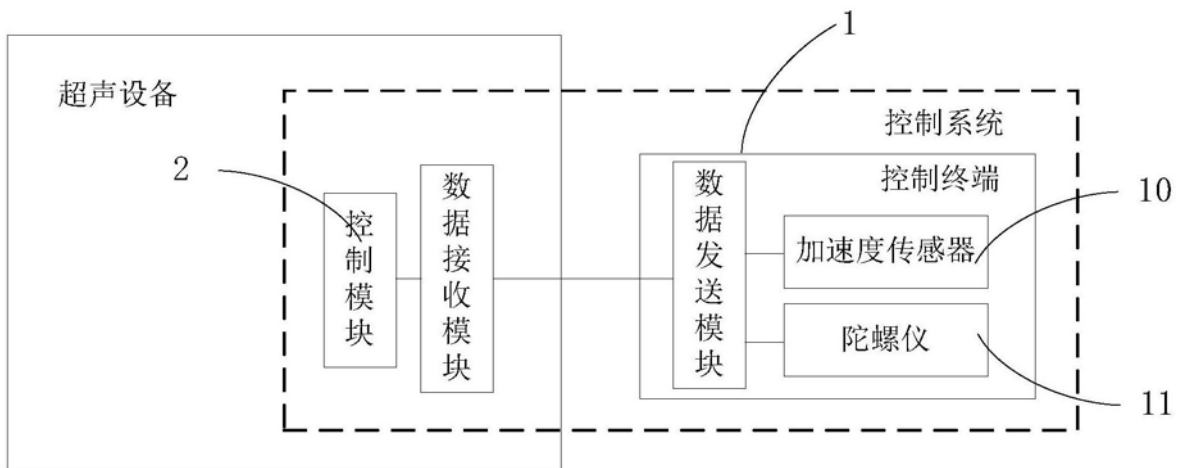 1
超声设备
控制系统
2
控制终端
10
控制模块
数据接收模块
数据发送模块
加速度传感器
陀螺仪
11